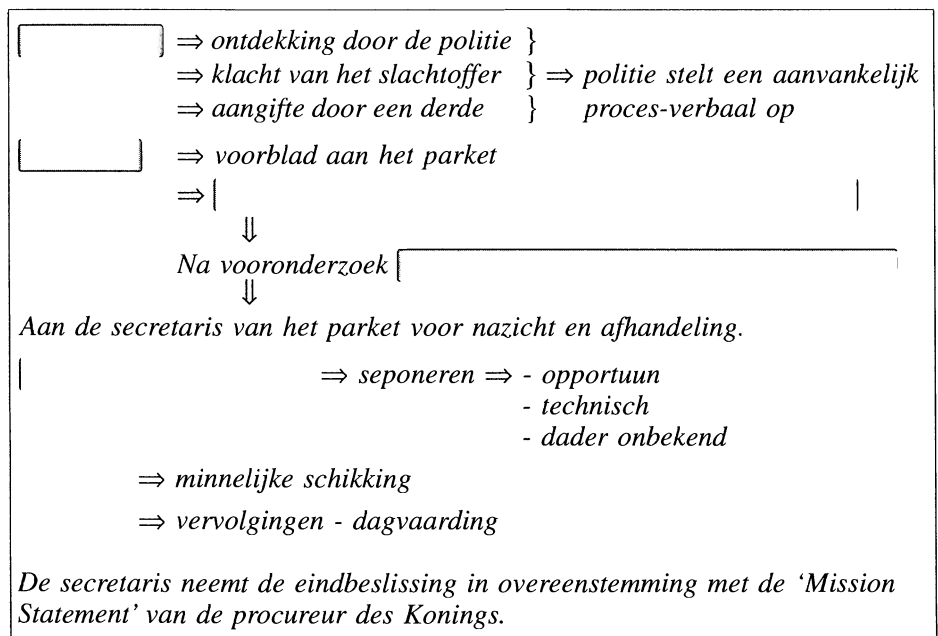 ⇒ ontdekking door de politie }
⇒ klacht van het slachtoffer } ⇒ politie stelt een aanvankelijk
⇒ aangifte door een derde } proces-verbaal op
⇒ voorblad aan het parket
⇒
⇓
Na vooronderzoek
⇓
Aan de secretaris van het parket voor nazicht en afhandeling.
⇒ seponeren ⇒ - opportuun
- technisch
- dader onbekend
⇒ minnelijke schikking
⇒ vervolgingen - dagvaarding
De secretaris neemt de eindbeslissing in overeenstemming met de ‘Mission
Statement’ van de procureur des Konings.